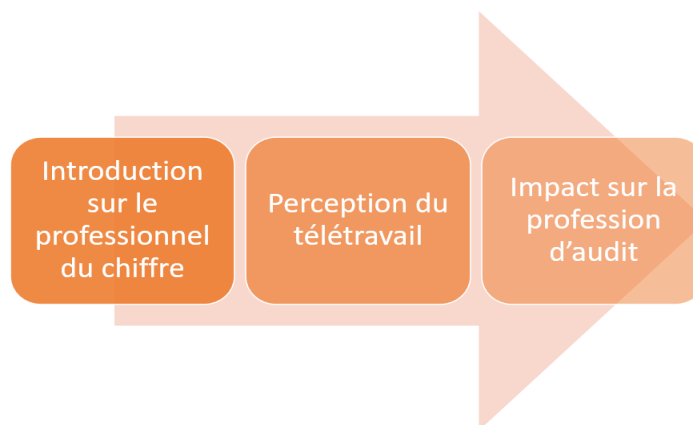 Introduction
sur le
professionnel
du chiffre
Perception du
télétravail
Impact sur la
profession
d’audit